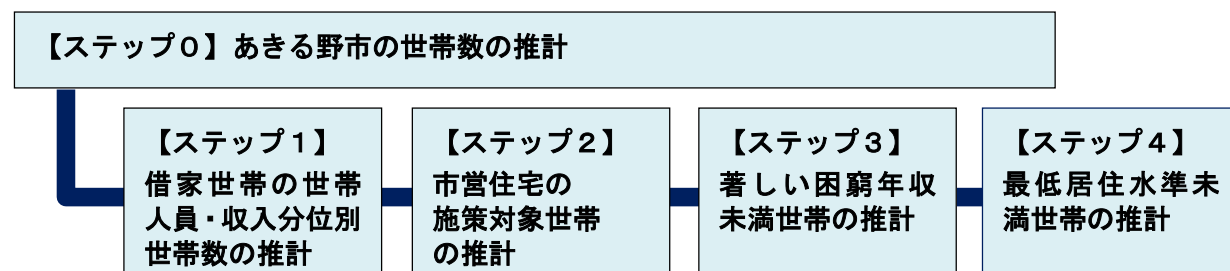 【ステップ０】あきる野市の世帯数の推計
【ステップ１】
借家世帯の世帯
人員・収入分位別
世帯数の推計
【ステップ２】
市営住宅の
施策対象世帯
の推計
【ステップ３】
著しい困窮年収
未満世帯の推計
【ステップ４】
最低居住水準未
満世帯の推計